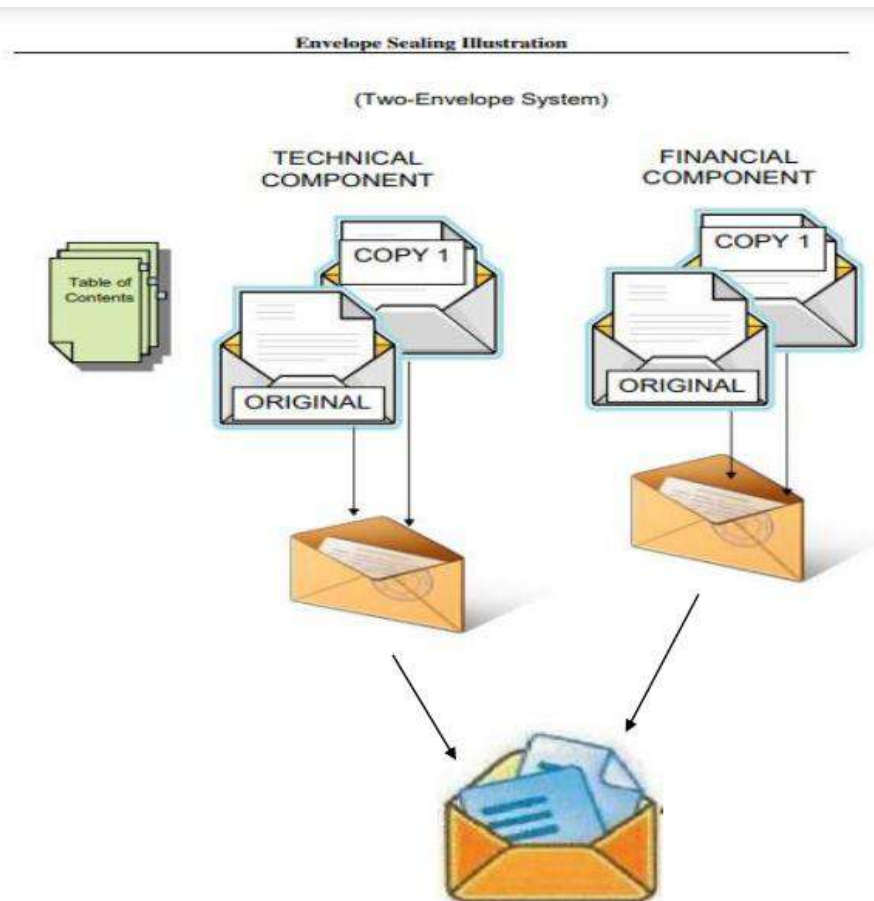 Envelope Sealing Illustration
(Two-Envelope System)
TECHNICAL
COMPONENT
FINANCIAL
COMPONENT
Table of
Contents
COPY 1
ORIGINAL
COPY 1
ORIGINAL